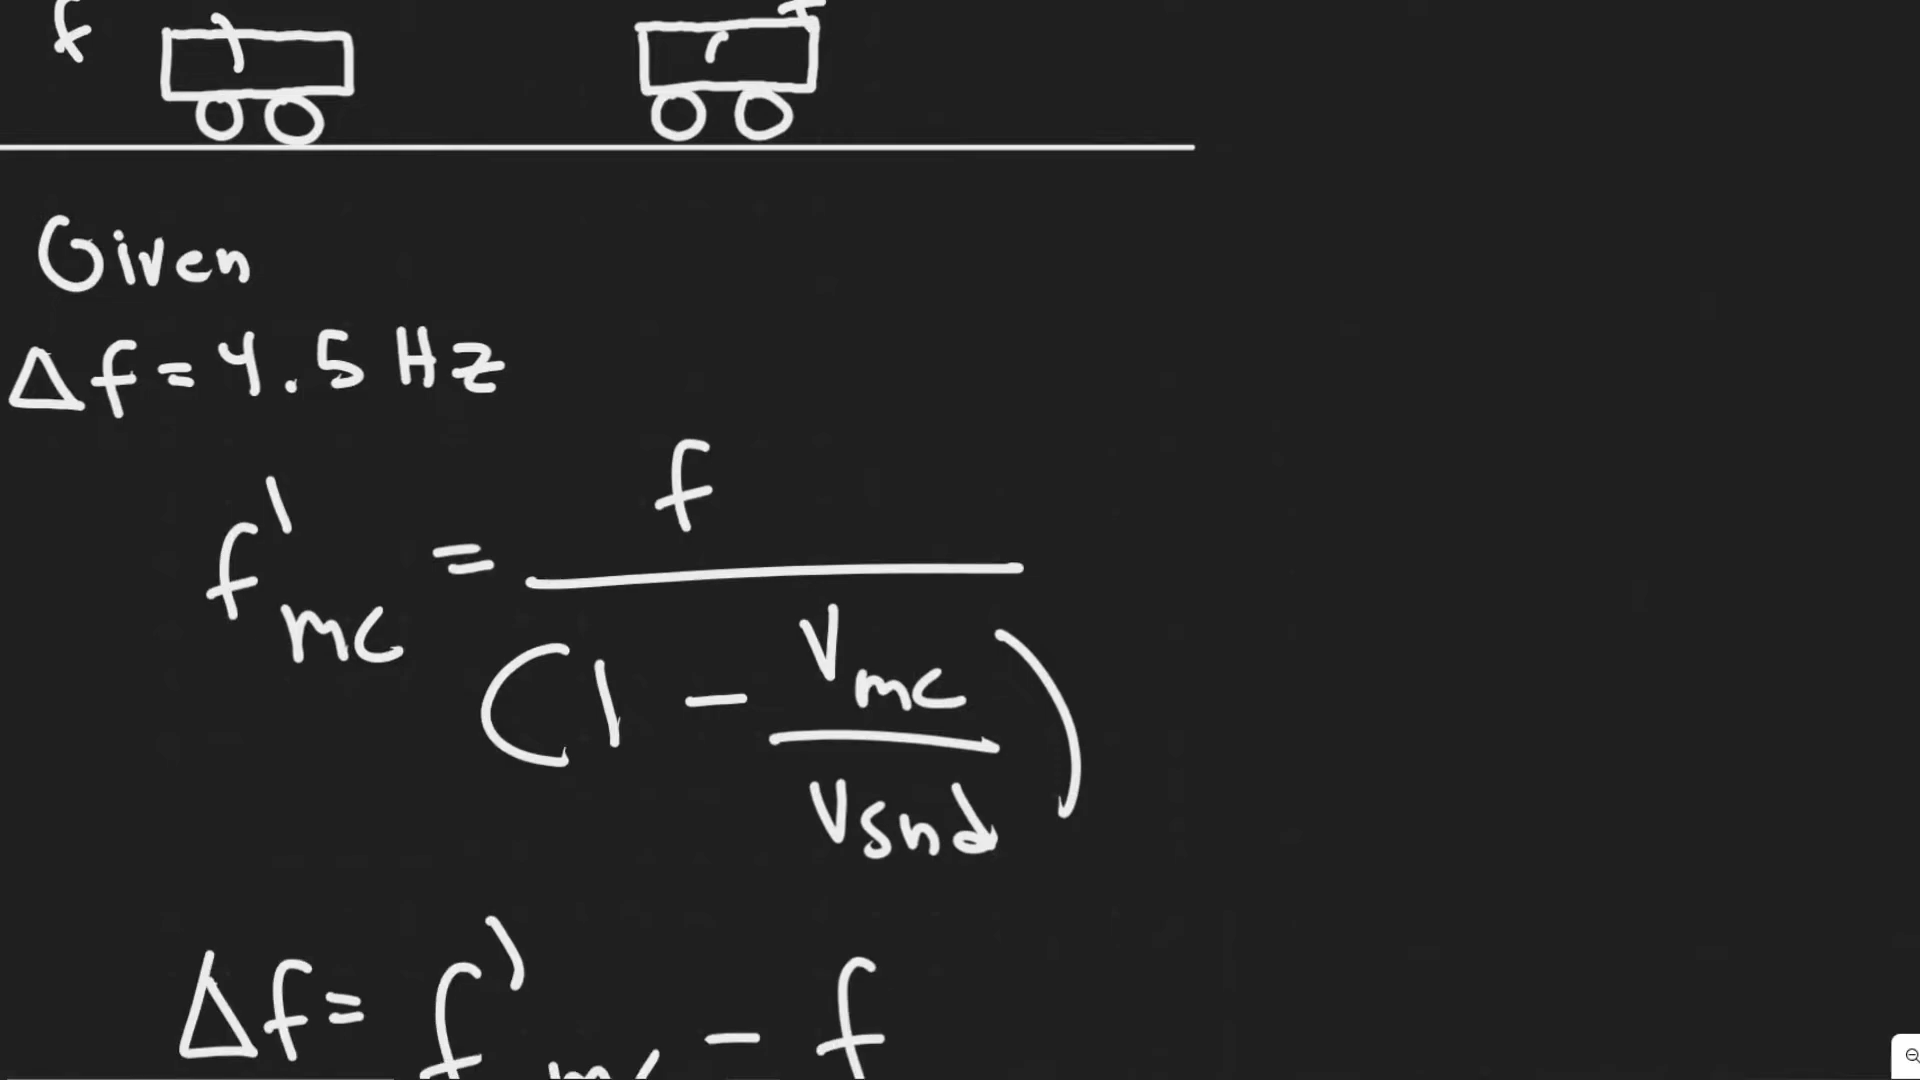 f
Given
Δf = 4.5 Hz
f'mc = f / (1 - Vmc / Vsnd)
Δf = f'mc - f